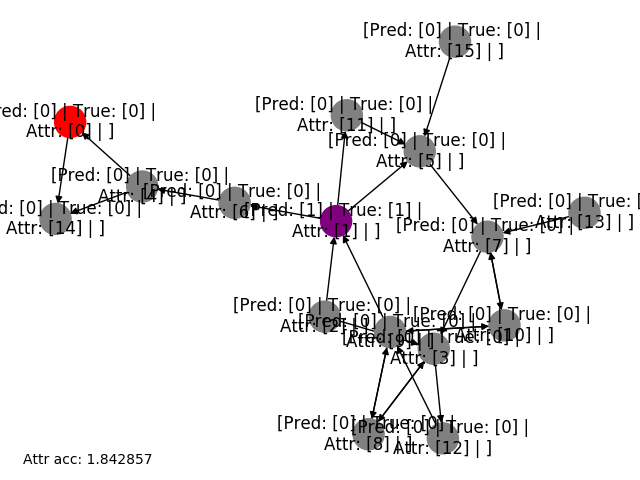 [Pred: [0] | True: [0] |
Attr: [15] | ]
[Pred: [0] | True: [0] |
Attr: [11] | ]
red: [0] | True: [0] |
Attr: [0] | ]
[Pred: [0] | True: [0] |
Attr: [5] | ]
[Pred: [0] | True: [0] |
Attr: [4] | ]
[Pred: [0] | True: [0] |
Attr: [6] | ]
[Pred: [1] | True: [1] |
Attr: [1] | ]
d: [0] | True: [0] |
Attr: [14] | ]
[Pred: [0] | True: [0]
Attr: [13] | ]
[Pred: [0] | True: [0] |
Attr: [7] | ]
[Pred: [0] | True: [0] |
Attr: [2] | ]
[Pred: [0] | True: [0] |
Attr: [10] | ]
[Pred: [0] | True: [0] |
Attr: [9] | ]
True: [0] |
Attr: [3] | ]
[Pred: [0] | True: [0] |
Attr: [8] | ]
[Pred: [0] | True: [0] |
Attr: [12] | ]
Attr acc: 1.842857